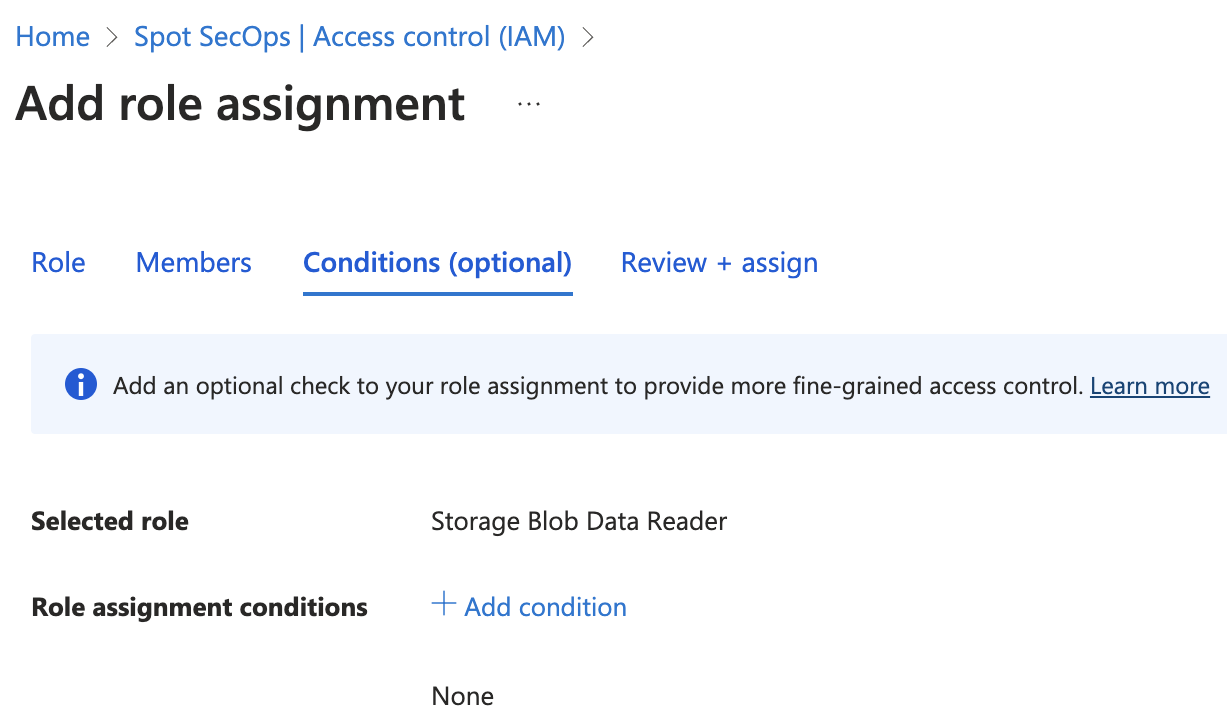 Home > Spot SecOps | Access control (IAM) >
Add role assignment ...
Role Members Conditions (optional) Review + assign
Add an optional check to your role assignment to provide more fine-grained access control. Learn more
Selected role Storage Blob Data Reader
Role assignment conditions + Add condition
None